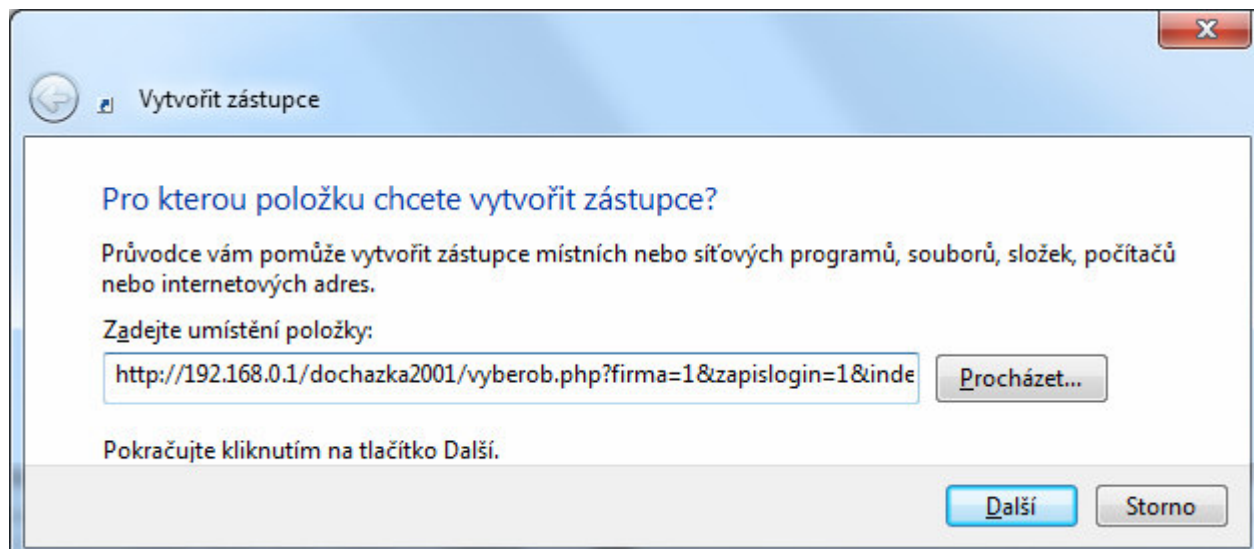 Vytvořit zástupce
Pro kterou položku chcete vytvořit zástupce?
Průvodce vám pomůže vytvořit zástupce místních nebo síťových programů, souborů, složek, počítačů
nebo internetových adres.
Zadejte umístění položky:
http://192.168.0.1/dochazka2001/vyberob.php?firma=1&zapislogin=1&inde
Procházet...
Pokračujte kliknutím na tlačítko Další.
Další
Storno